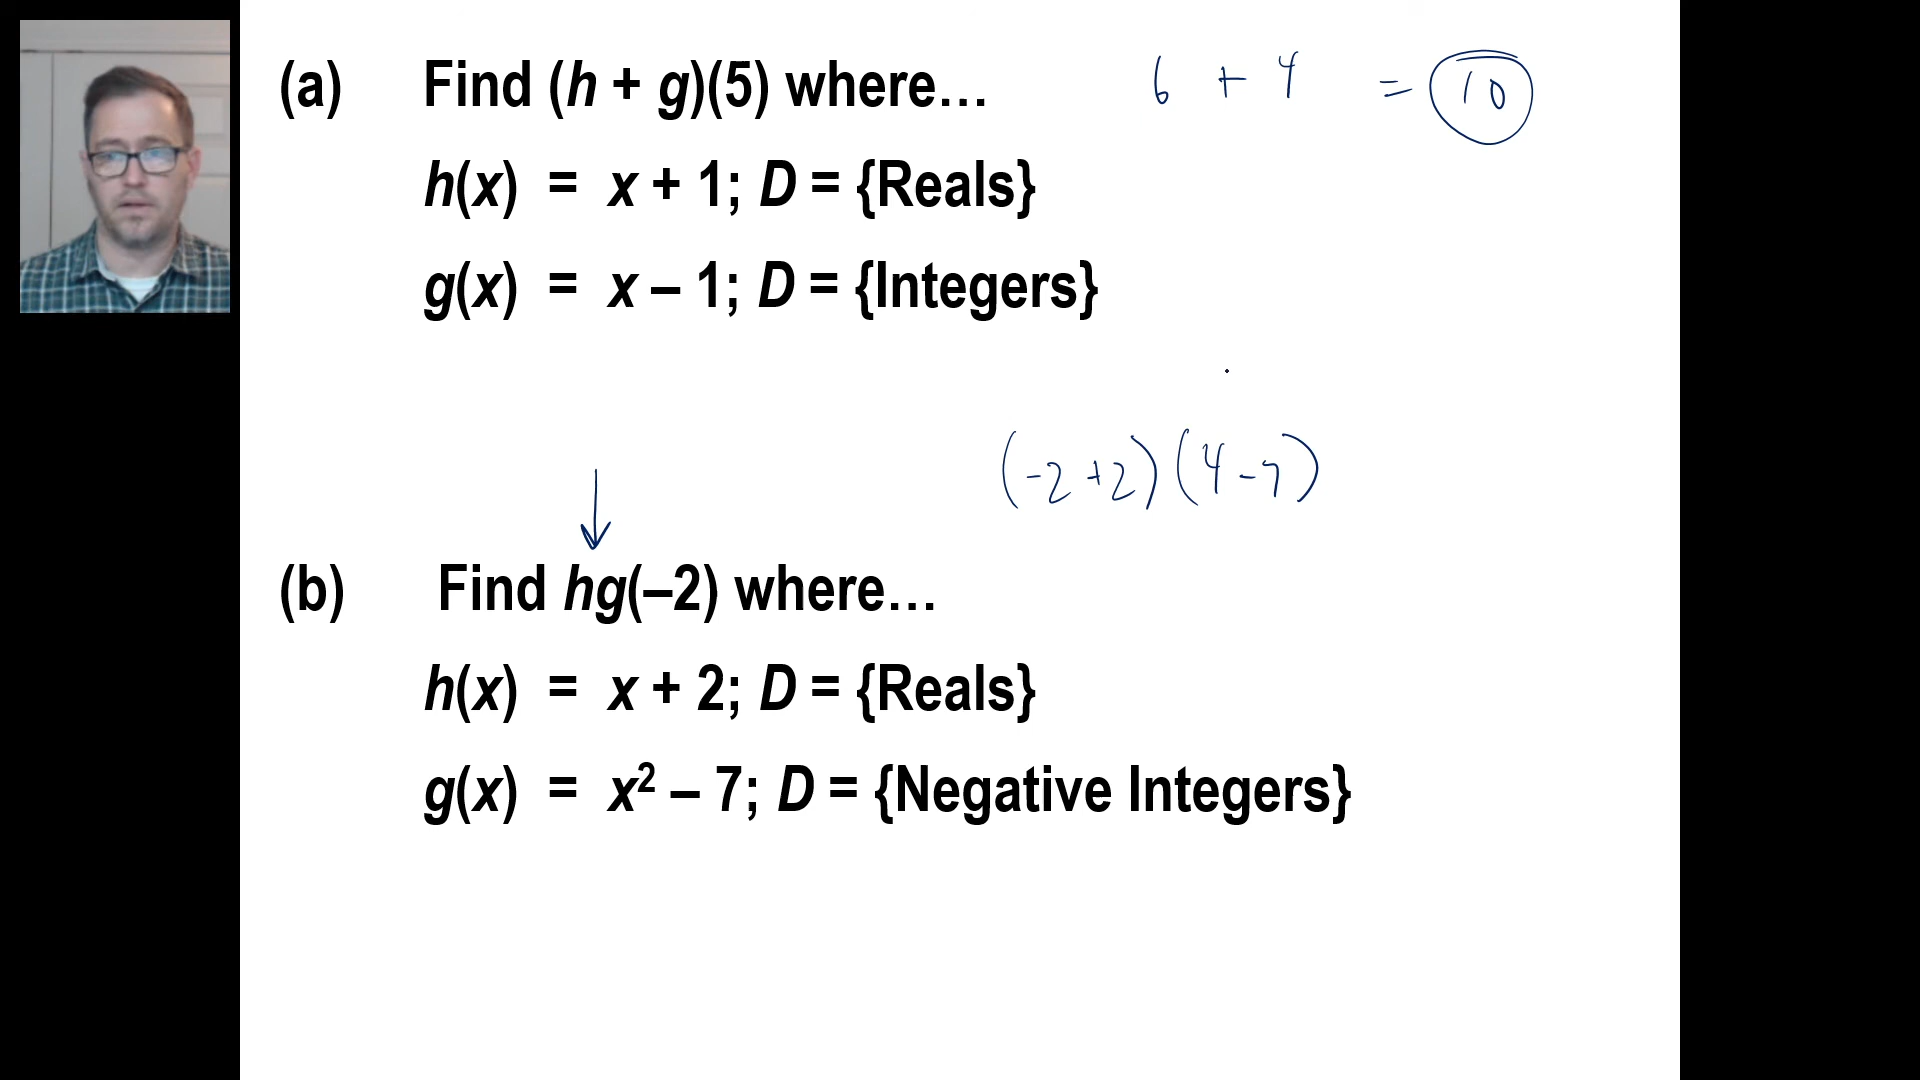 (a) Find (h + g)(5) where… 6 + 4 = 10
h(x) = x + 1; D = {Reals}
g(x) = x – 1; D = {Integers}
(-2 +2)(4 -7)
(b) Find hg(–2) where…
h(x) = x + 2; D = {Reals}
g(x) = x² – 7; D = {Negative Integers}